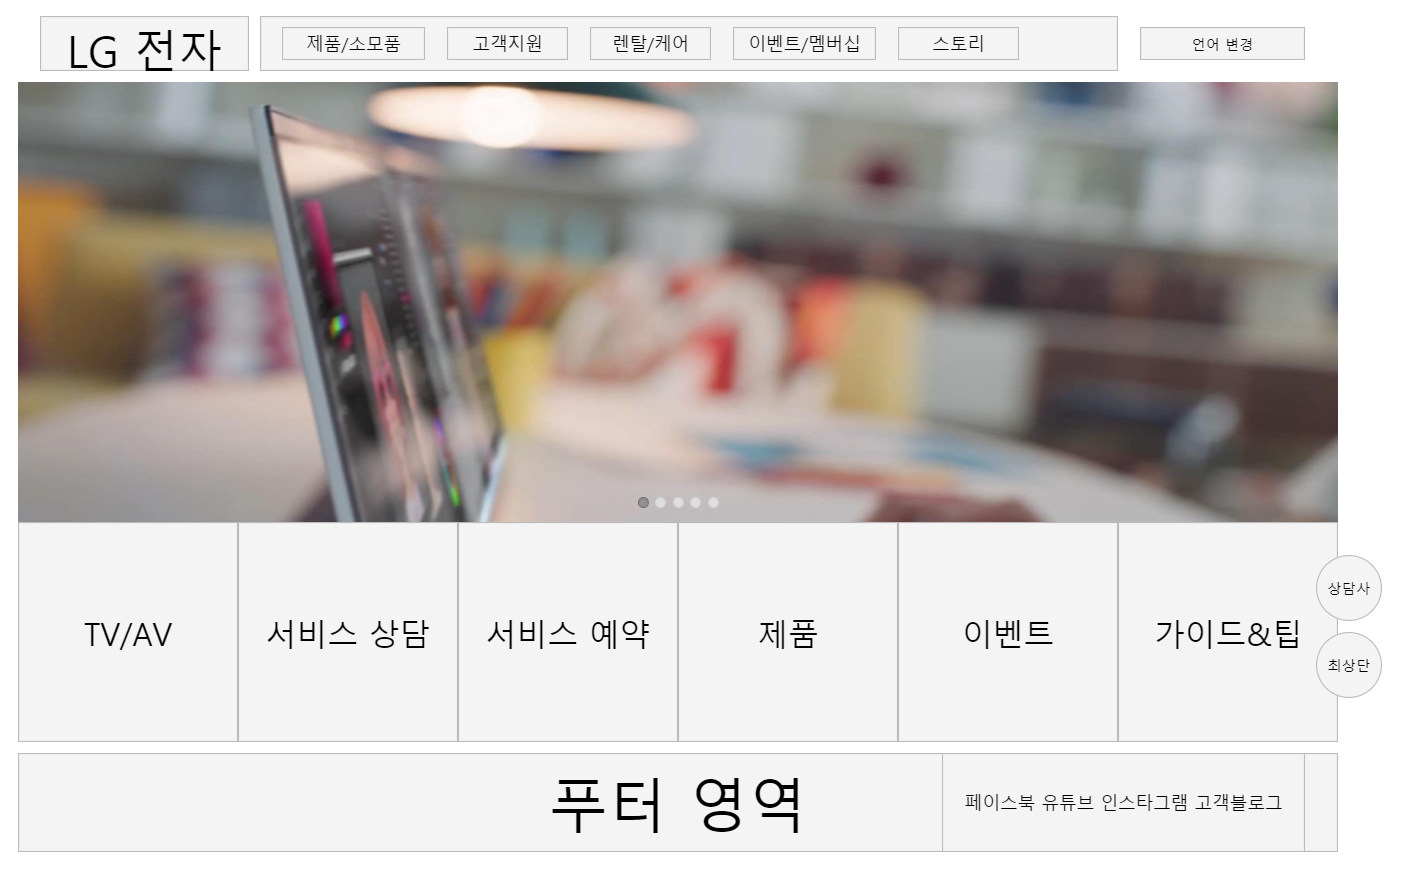 LG 전자
제품/소모품
고객지원
렌탈/케어
이벤트/멤버십
스토리
언어 변경
TV/AV
서비스 상담
서비스 예약
제품
이벤트
가이드&팁
상담사
최상단
푸터 영역
페이스북 유튜브 인스타그램 고객블로그